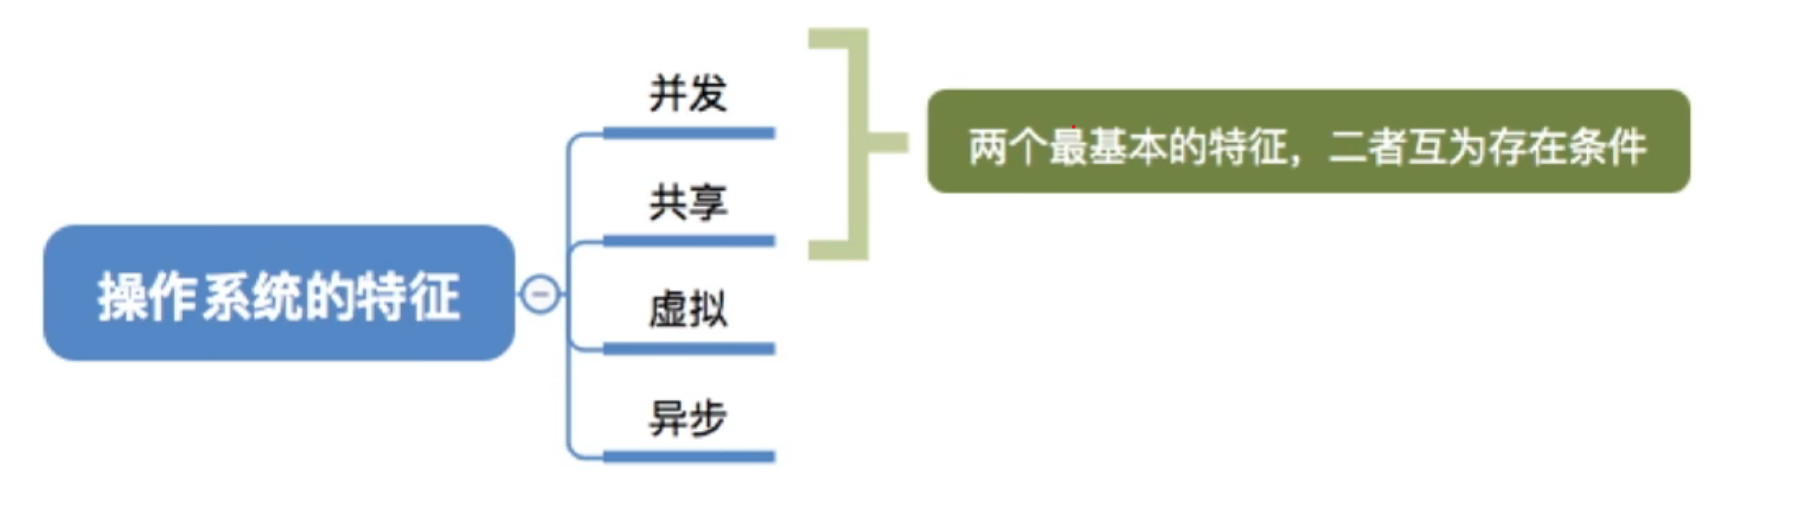 并发
两个最基本的特征，二者互为存在条件
共享
操作系统的特征
虚拟
异步